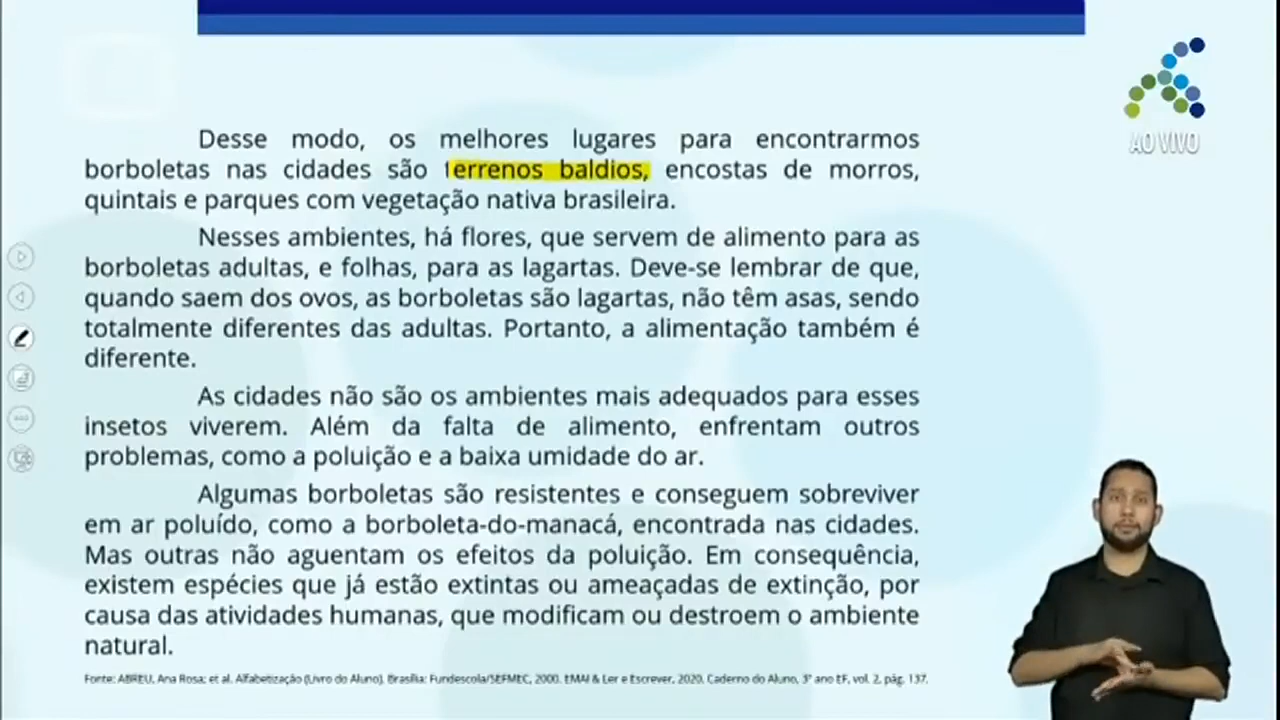 AO VIVO
Desse modo, os melhores lugares para encontrarmos
borboletas nas cidades são terrenos baldios, encostas de morros,
quintais e parques com vegetação nativa brasileira.
Nesses ambientes, há flores, que servem de alimento para as
borboletas adultas, e folhas, para as lagartas. Deve-se lembrar de que,
quando saem dos ovos, as borboletas são lagartas, não têm asas, sendo
totalmente diferentes das adultas. Portanto, a alimentação também é
diferente.
As cidades não são os ambientes mais adequados para esses
insetos viverem. Além da falta de alimento, enfrentam outros
problemas, como a poluição e a baixa umidade do ar.
Algumas borboletas são resistentes e conseguem sobreviver
em ar poluído, como a borboleta-do-manacá, encontrada nas cidades.
Mas outras não aguentam os efeitos da poluição. Em consequência,
existem espécies que já estão extintas ou ameaçadas de extinção, por
causa das atividades humanas, que modificam ou destroem o ambiente
natural.
Fonte: ABREU, Ana Rosa; et al. Alfabetização (Livro do Aluno). Brasília: Fundescola/SEFMEC, 2000. EMAI & Ler e Escrever, 2020. Caderno do Aluno, 3º ano EF, vol. 2, pág. 137.